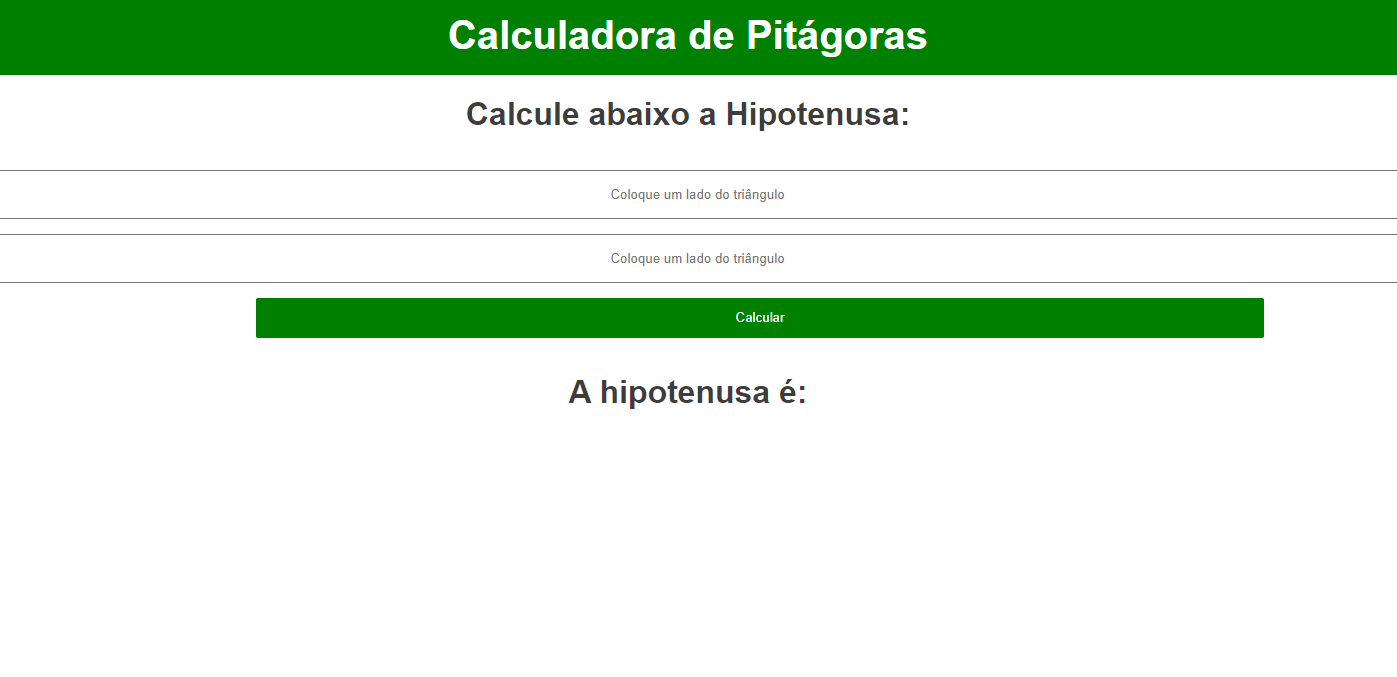 Calculadora de Pitágoras
Calcule abaixo a Hipotenusa:
Coloque um lado do triângulo
Coloque um lado do triângulo
Calcular
A hipotenusa é: